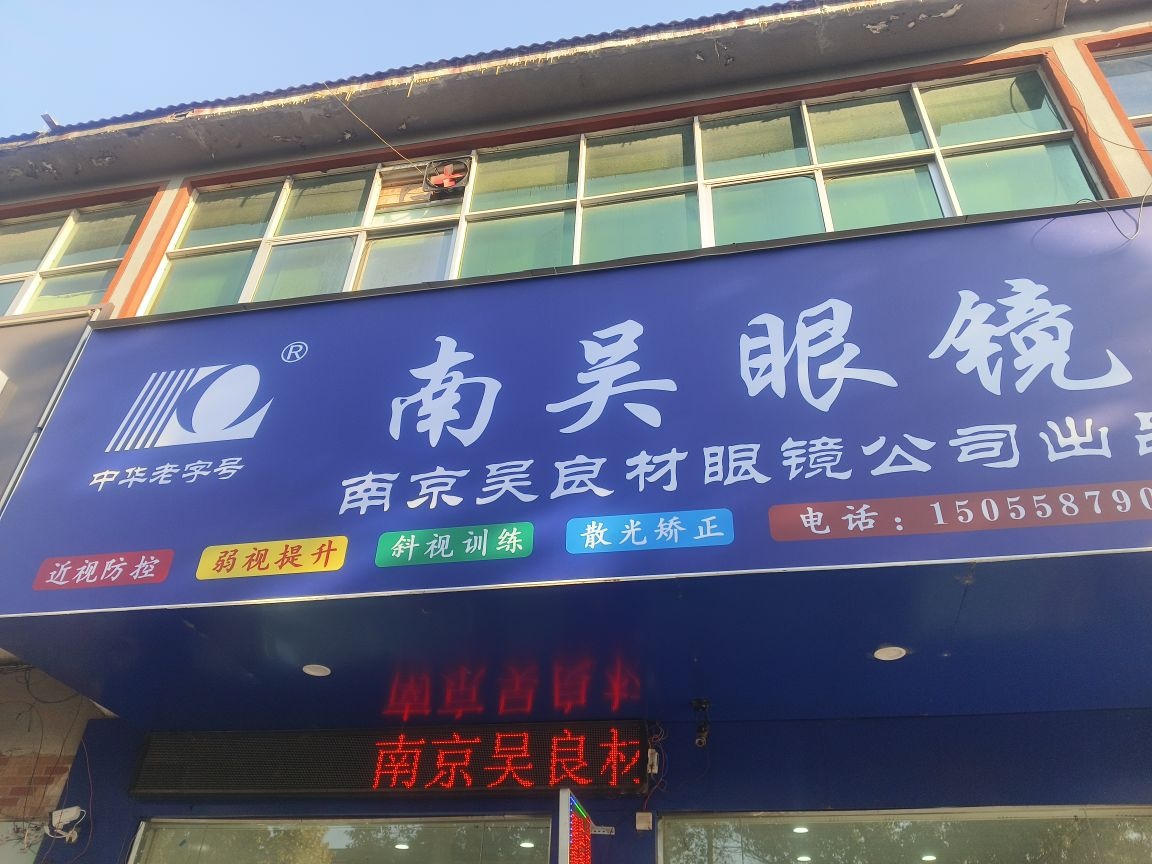 ®
中华老字号
南吴眼镜
南京吴良材眼镜公司出品
近视防控
弱视提升
斜视训练
散光矫正
电话：150558790
南京吴良材